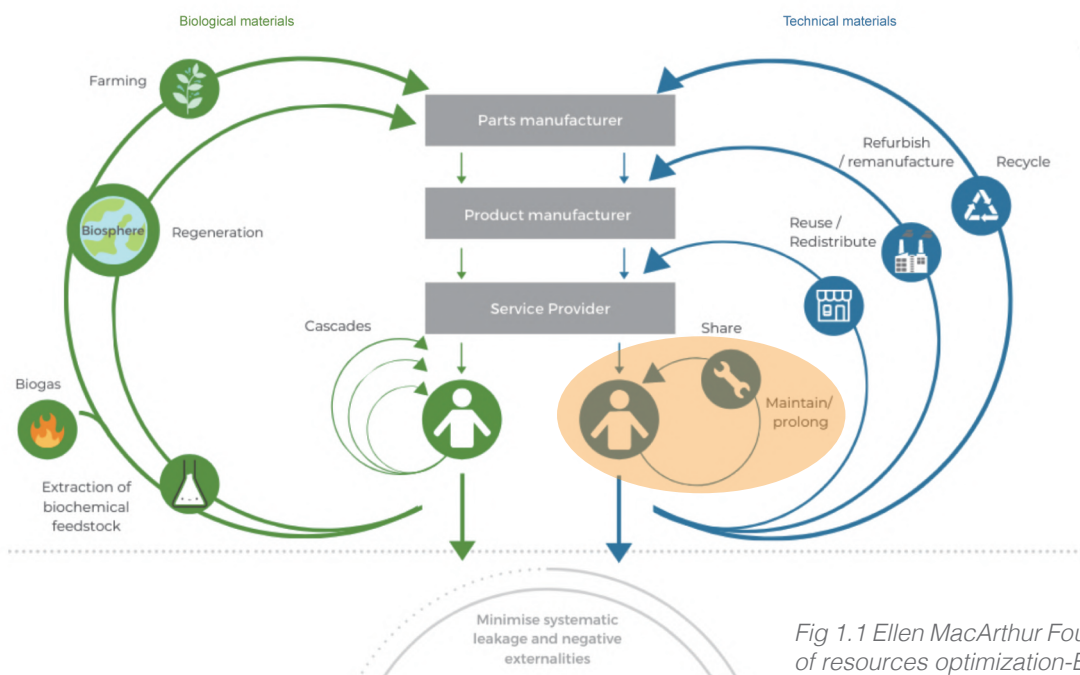 Biological materials
Technical materials
Farming
Parts manufacturer
Refurbish
/ remanufacture
Recycle
Product manufacturer
Biosphere
Regeneration
Reuse /
Redistribute
Service Provider
Cascades
Share
Biogas
Maintain/
prolong
Extraction of
biochemical
feedstock
Minimise systematic
leakage and negative
externalities
Fig 1.1 Ellen MacArthur
of resources